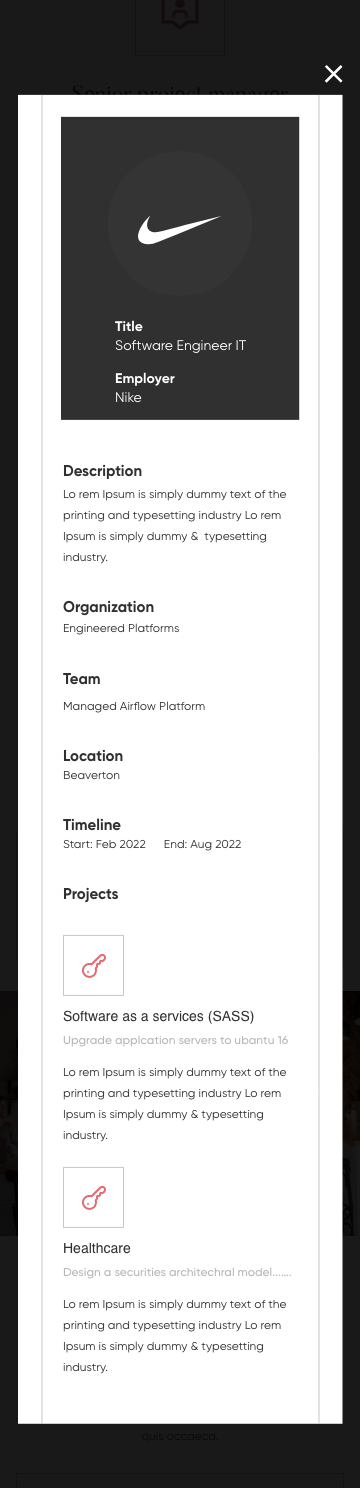 Senior project manager
Title
Software Engineer IT
Employer
Nike
Description
Lo rem Ipsum is simply dummy text of the
printing and typesetting industry Lo rem
Ipsum is simply dummy & typesetting
industry.
Organization
Engineered Platforms
Team
Managed Airflow Platform
Location
Beaverton
Timeline
Start: Feb 2022 End: Aug 2022
Projects
Software as a services (SASS)
Upgrade applcation servers to ubantu 16
Lo rem Ipsum is simply dummy text of the
printing and typesetting industry Lo rem
Ipsum is simply dummy & typesetting
industry.
Healthcare
Design a securities architechral model.......
Lo rem Ipsum is simply dummy text of the
printing and typesetting industry Lo rem
Ipsum is simply dummy & typesetting
industry.
quis occaeca.